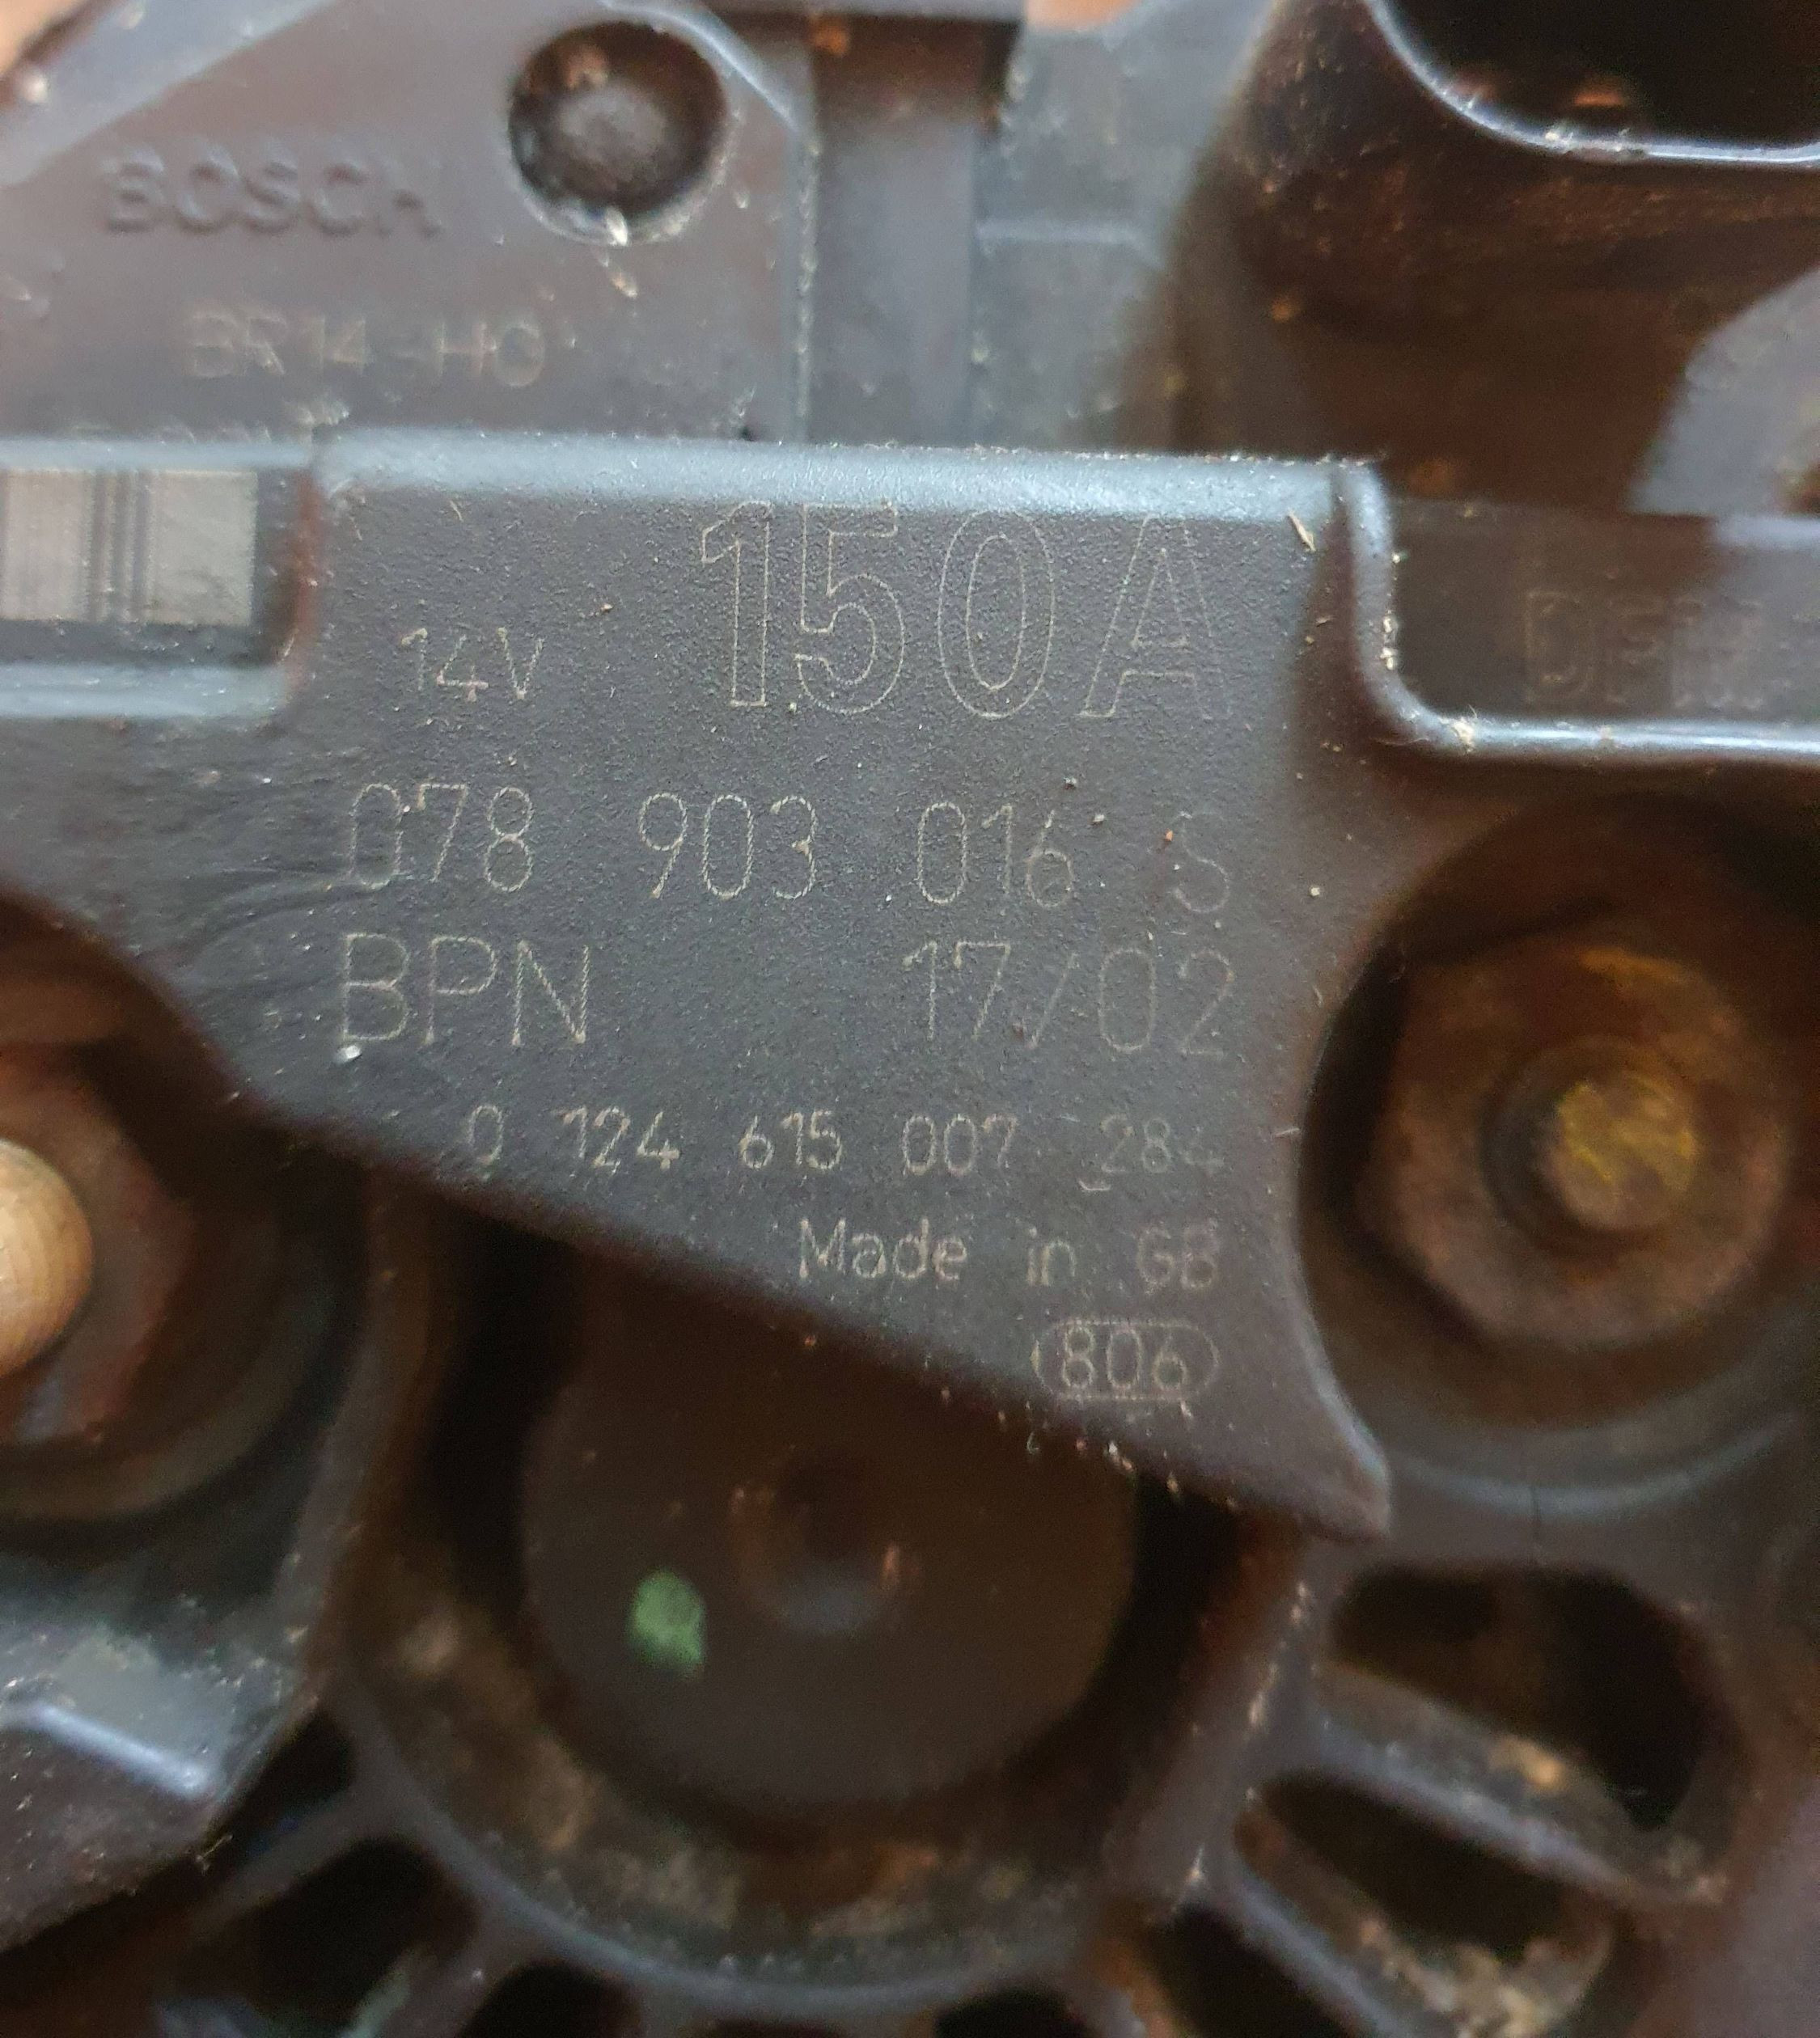 BOSCH
BR14-H0
14V 150A
078 903 016 S
BPN 17/02
0 124 615 007 284
Made in GB
806